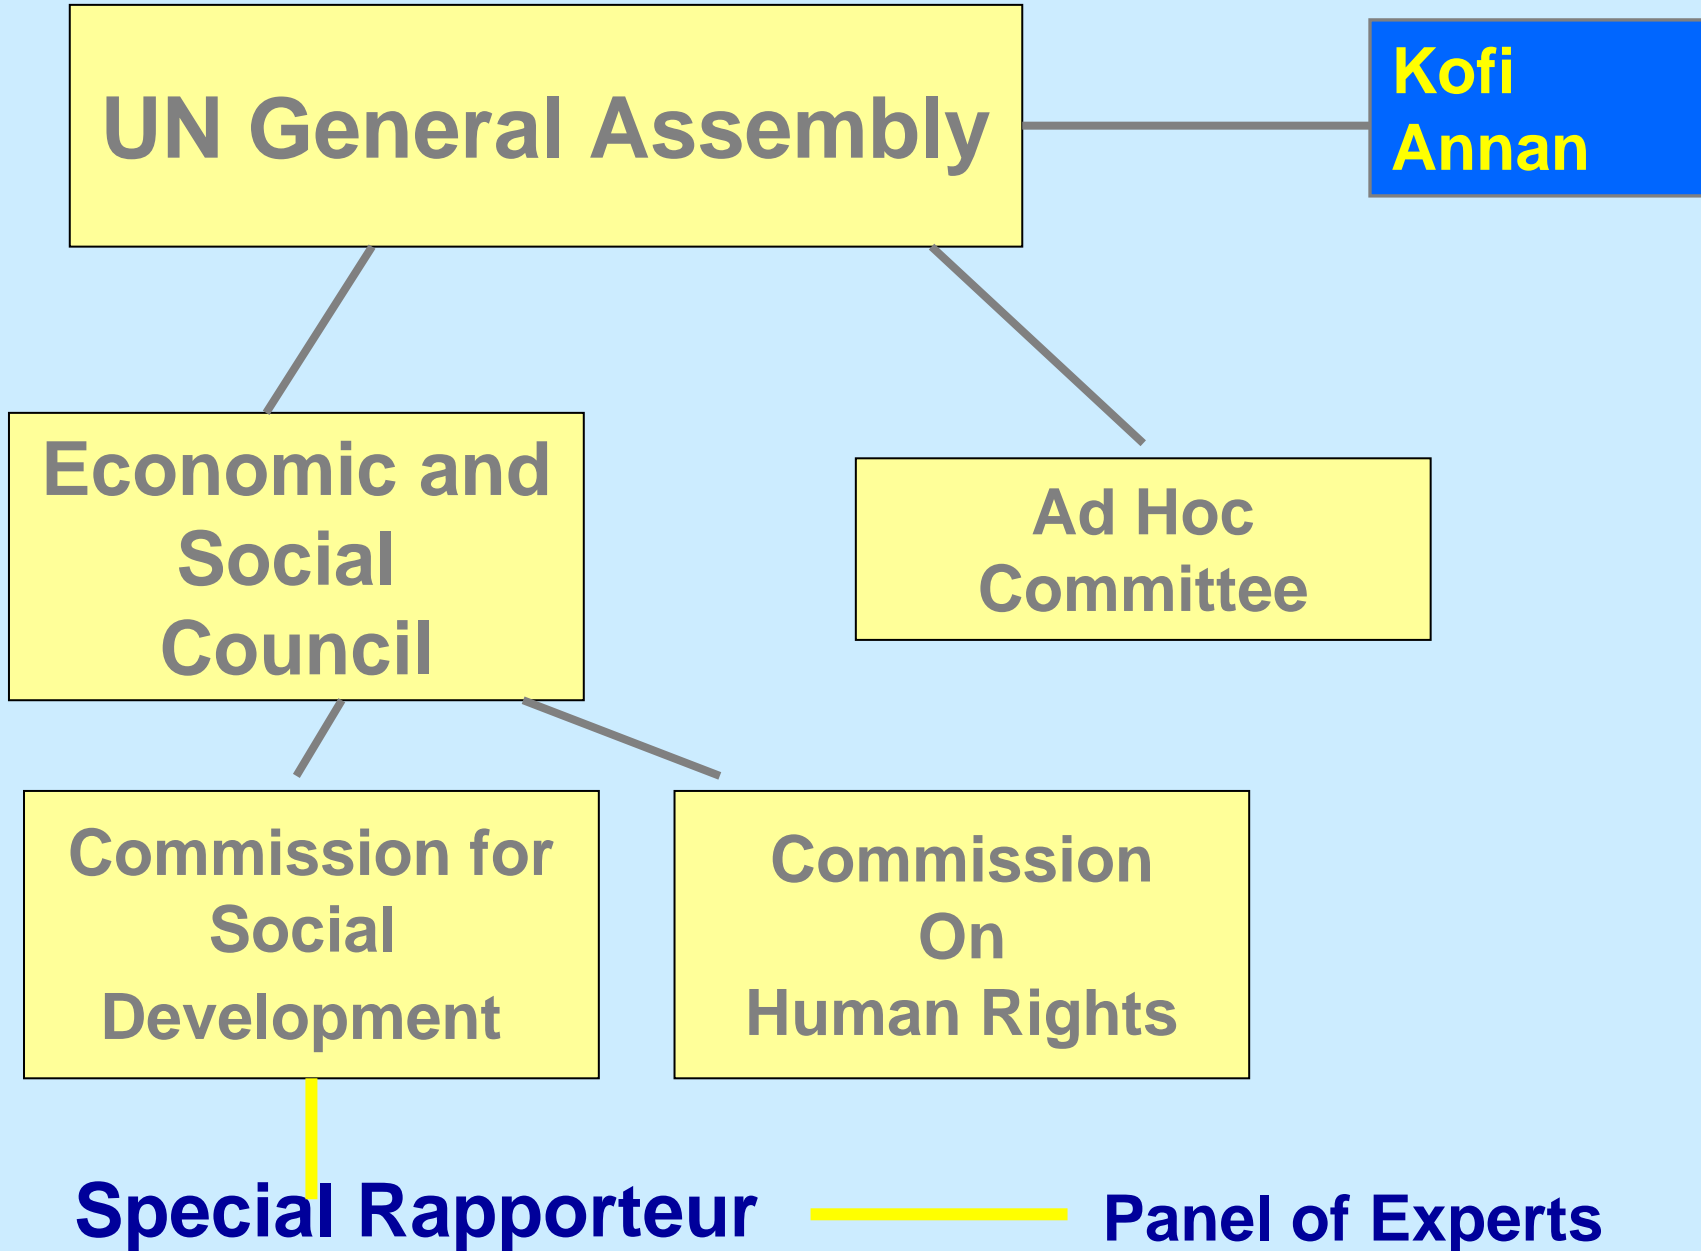 UN General Assembly
Kofi
Annan
Economic and
Social
Council
Ad Hoc
Committee
Commission for
Social
Development
Commission
On
Human Rights
Special Rapporteur
Panel of Experts